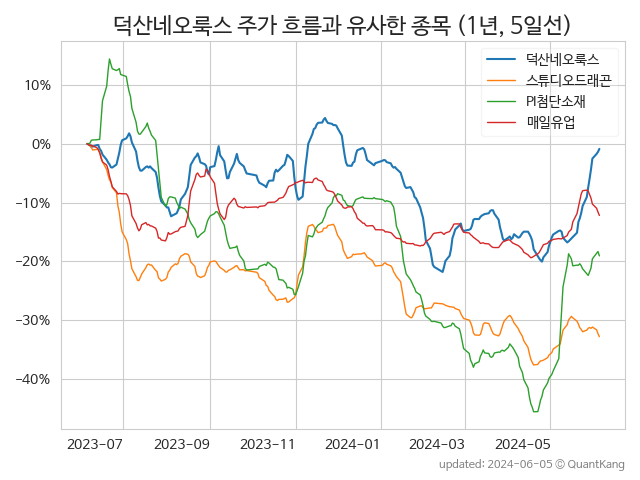 덕산네오룩스 주가 흐름과 유사한 종목 (1년, 5일선)
덕산네오룩스
스튜디오드래곤
PI첨단소재
매일유업
10%
0%
−10%
−20%
−30%
−40%
2023-07 2023-09 2023-11 2024-01 2024-03 2024-05
updated: 2024-06-05 © QuantKang